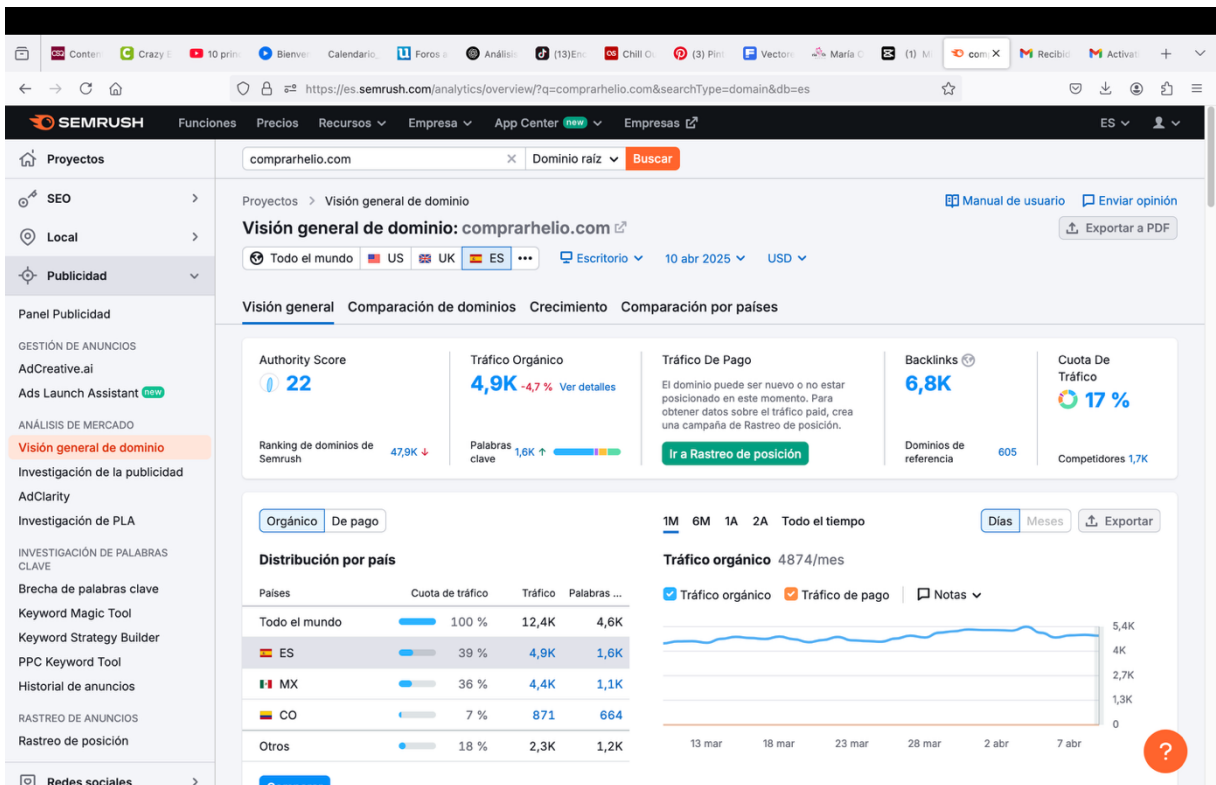 Conten
Crazy E
10 prin
Bienve
Calendario_
Foros a
Análisis
(13)Enc
Chill Ou
(3) Pint
Vectore
María C
(1) Mi
com
Recibid
Activat
https://es.semrush.com/analytics/overview/?q=comprarhelio.com&searchType=domain&db=es
SEMRUSH
Funciones
Precios
Recursos
Empresa
App Center new
Empresas
ES
Proyectos
SEO
Local
Publicidad
Panel Publicidad
GESTIÓN DE ANUNCIOS
AdCreative.ai
Ads Launch Assistant new
ANÁLISIS DE MERCADO
Visión general de dominio
Investigación de la publicidad
AdClarity
Investigación de PLA
INVESTIGACIÓN DE PALABRAS
CLAVE
Brecha de palabras clave
Keyword Magic Tool
Keyword Strategy Builder
PPC Keyword Tool
Historial de anuncios
RASTREO DE ANUNCIOS
Rastreo de posición
Redes sociales
comprarhelio.com
Dominio raíz
Buscar
Proyectos > Visión general de dominio
Manual de usuario
Enviar opinión
Visión general de dominio: comprarhelio.com
Exportar a PDF
Todo el mundo
US
UK
ES
•••
Escritorio
10 abr 2025
USD
Visión general
Comparación de dominios
Crecimiento
Comparación por países
Authority Score
22
Ranking de dominios de
Semrush
47,9K ↓
Tráfico Orgánico
4,9K -4,7 % Ver detalles
Palabras
clave
1,6K ↑
Tráfico De Pago
El dominio puede ser nuevo o no estar
posicionado en este momento. Para
obtener datos sobre el tráfico paid, crea
una campaña de Rastreo de posición.
Ir a Rastreo de posición
Backlinks
6,8K
Dominios de
referencia
605
Cuota De
Tráfico
17 %
Competidores 1,7K
Orgánico
De pago
Distribución por país
Países Cuota de tráfico Tráfico Palabras ...
Todo el mundo 100 % 12,4K 4,6K
ES 39 % 4,9K 1,6K
MX 36 % 4,4K 1,1K
CO 7 % 871 664
Otros 18 % 2,3K 1,2K
1M 6M 1A 2A Todo el tiempo
Días
Meses
Exportar
Tráfico orgánico 4874/mes
Tráfico orgánico
Tráfico de pago
Notas
5,4K
4K
2,7K
1,3K
0
13 mar
18 mar
23 mar
28 mar
2 abr
7 abr
?